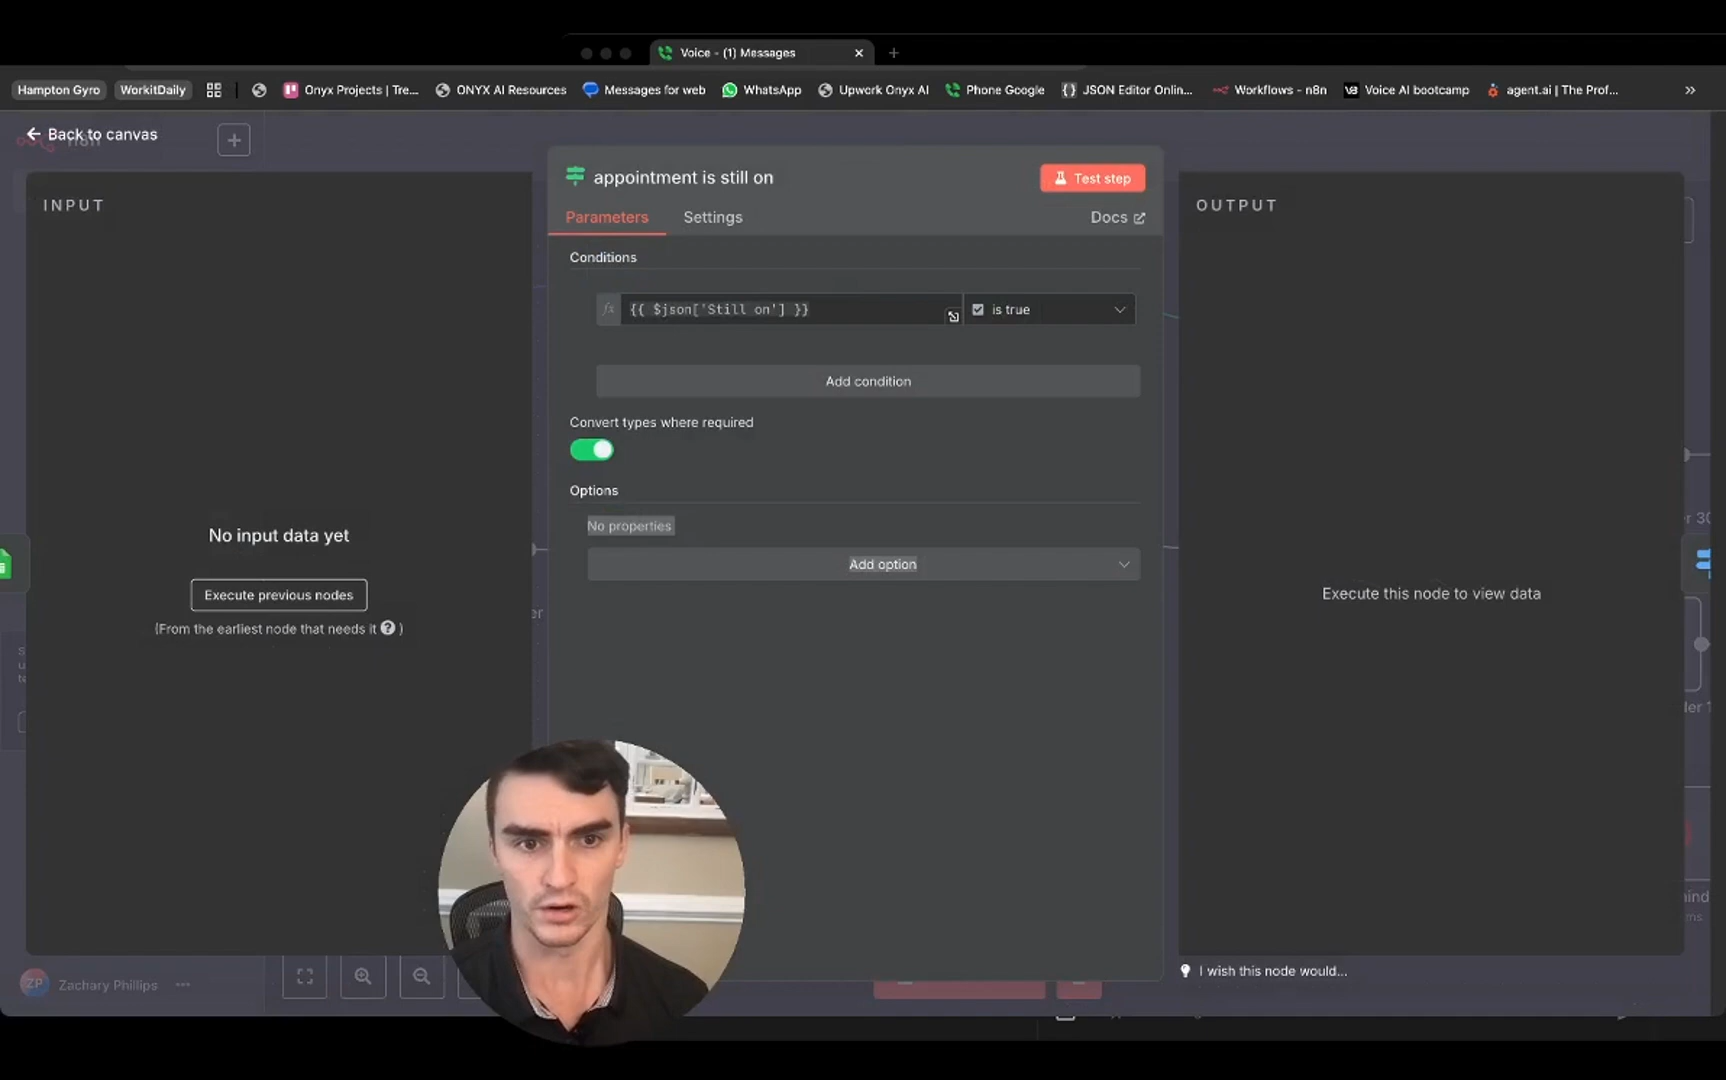 Voice - (1) Messages
Hampton Gyro
WorkitDaily
Onyx Projects | Tre...
ONYX AI Resources
Messages for web
WhatsApp
Upwork Onyx AI
Phone Google
JSON Editor Onlin...
Workflows - n8n
Voice AI bootcamp
agent.ai | The Prof...
Back to canvas
INPUT
appointment is still on
Test step
OUTPUT
Parameters
Settings
Docs
Conditions
fx
{{ $json['Still on'] }}
is true
Add condition
Convert types where required
Options
No properties
Add option
No input data yet
Execute previous nodes
(From the earliest node that needs it ? )
Execute this node to view data
I wish this node would...
ZP
Zachary Phillips